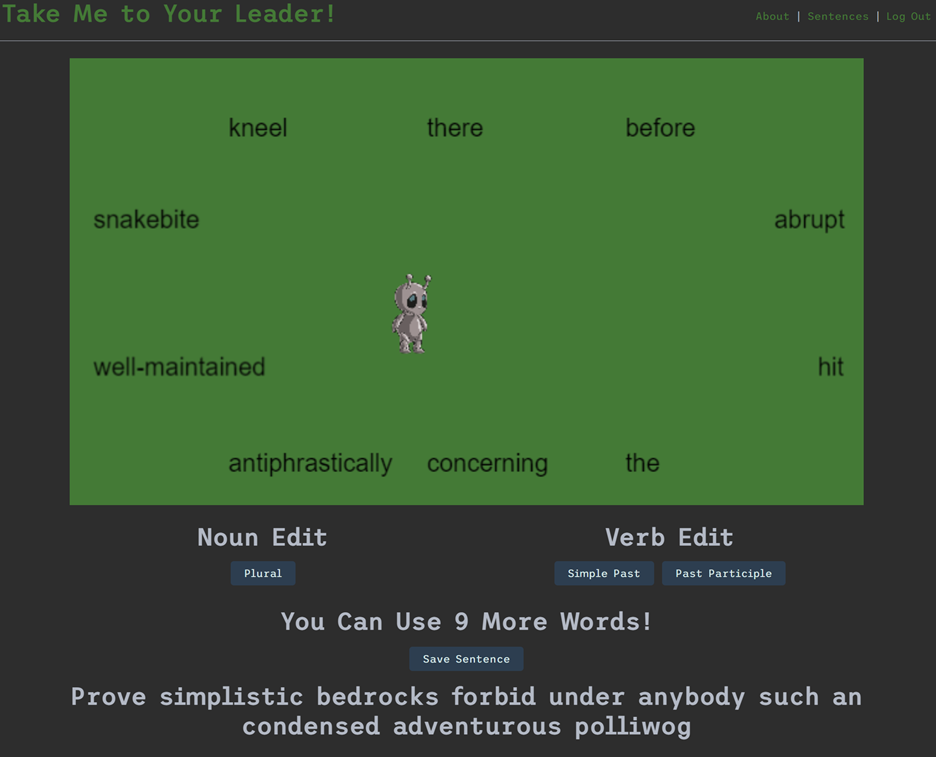 Take Me to Your Leader!
About | Sentences | Log Out
kneel there before
snakebite abrupt
well-maintained hit
antiphrastically concerning the
Noun Edit Verb Edit
Plural Simple Past Past Participle
You Can Use 9 More Words!
Save Sentence
Prove simplistic bedrocks forbid under anybody such an
condensed adventurous polliwog